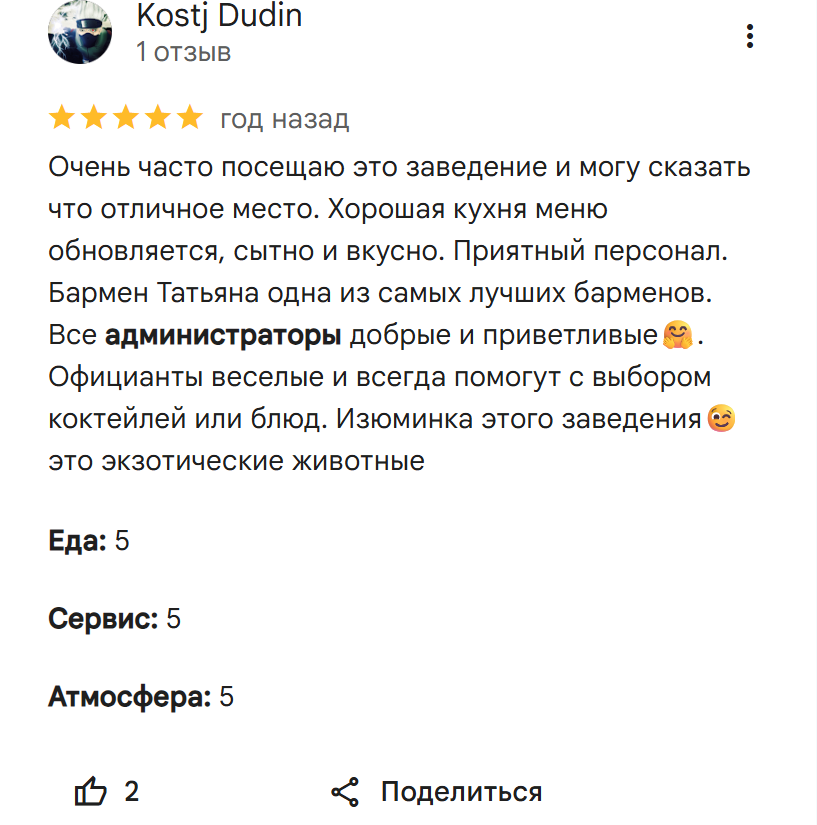 Kostj Dudin
1 отзыв
год назад
Очень часто посещаю это заведение и могу сказать
что отличное место. Хорошая кухня меню
обновляется, сытно и вкусно. Приятный персонал.
Бармен Татьяна одна из самых лучших барменов.
Все администраторы добрые и приветливые🤗.
Официанты веселые и всегда помогут с выбором
коктейлей или блюд. Изюминка этого заведения😉
это экзотические животные
Еда: 5
Сервис: 5
Атмосфера: 5
2 Поделиться